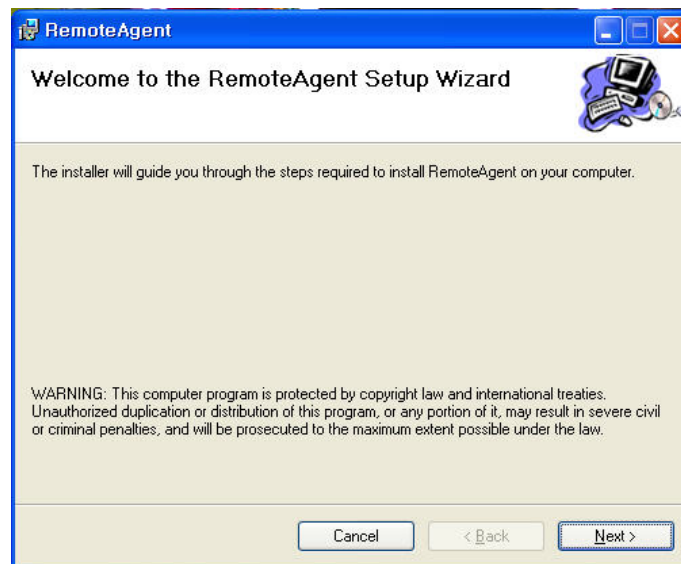 RemoteAgent
Welcome to the RemoteAgent Setup Wizard
The installer will guide you through the steps required to install RemoteAgent on your computer.
WARNING: This computer program is protected by copyright law and international treaties.
Unauthorized duplication or distribution of this program, or any portion of it, may result in severe civil
or criminal penalties, and will be prosecuted to the maximum extent possible under the law.
Cancel
< Back
Next >